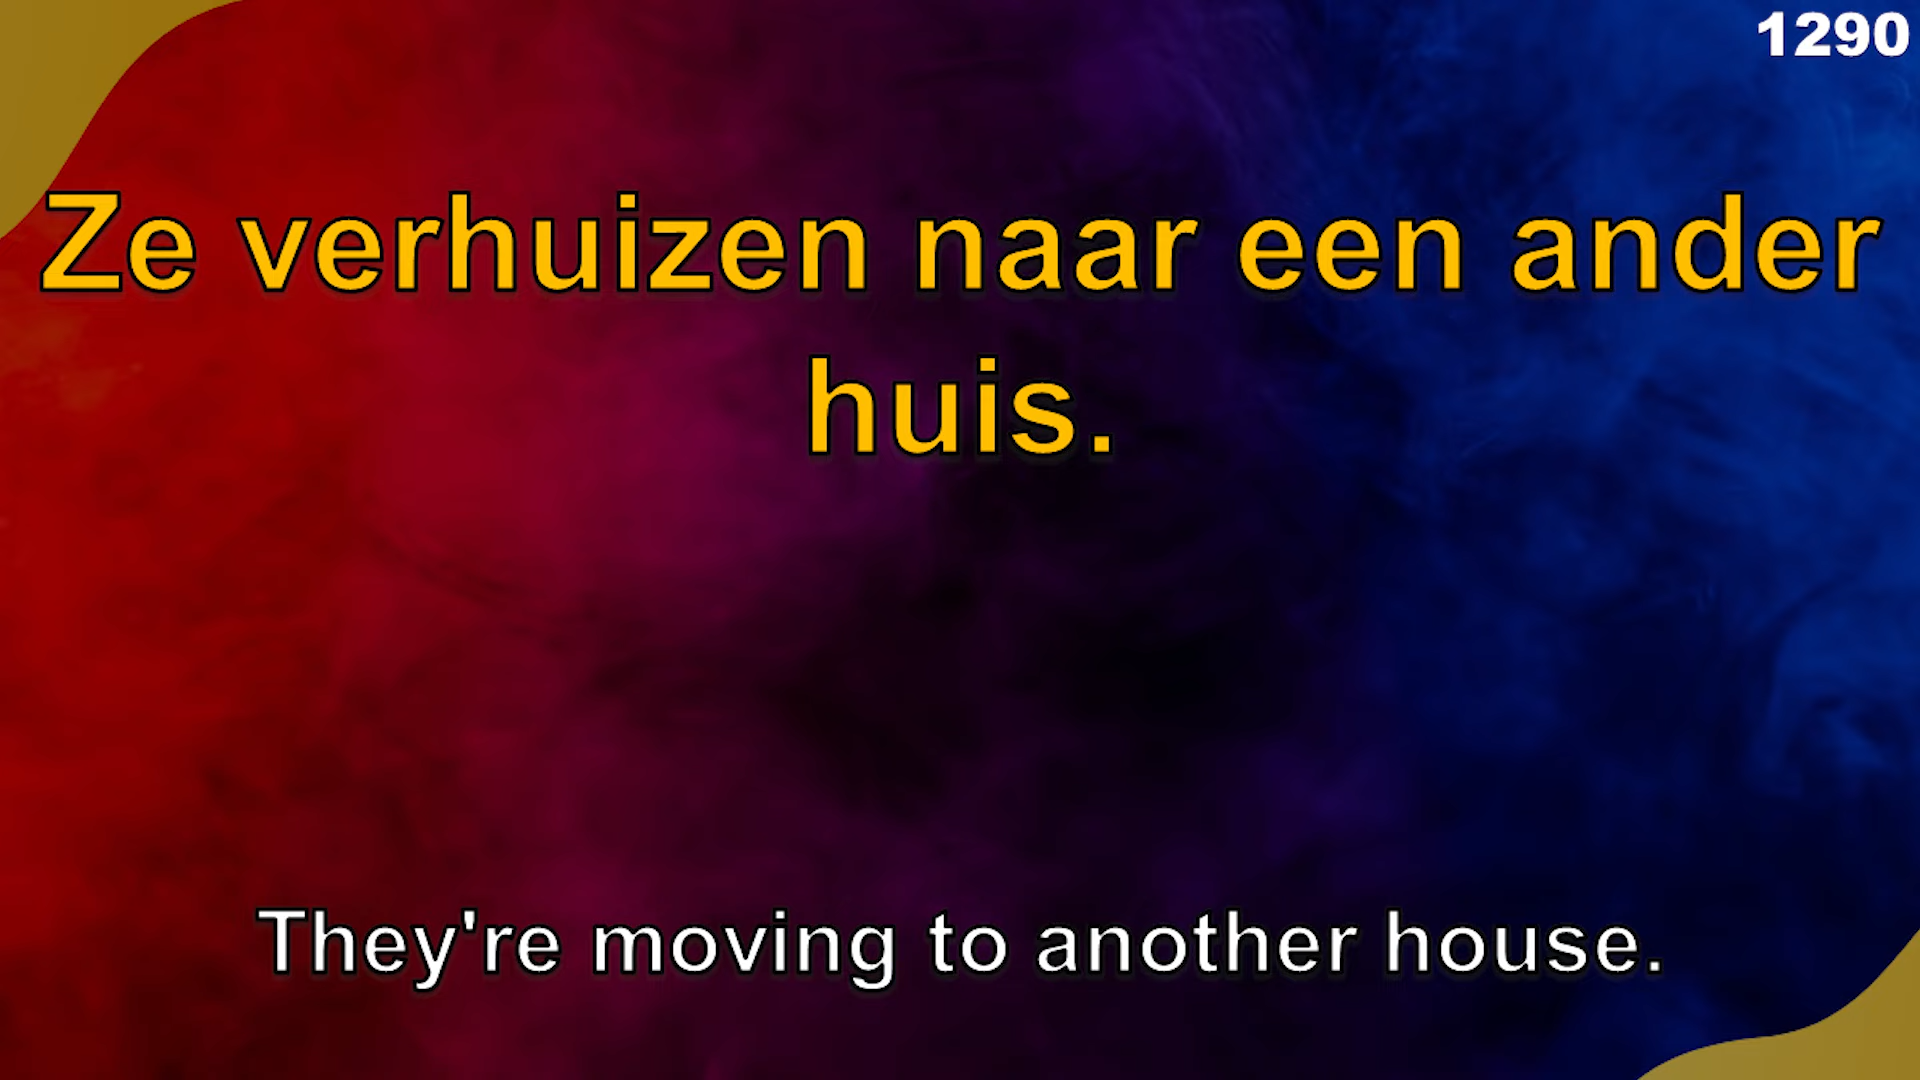 1290
Ze verhuizen naar een ander
huis.
They're moving to another house.